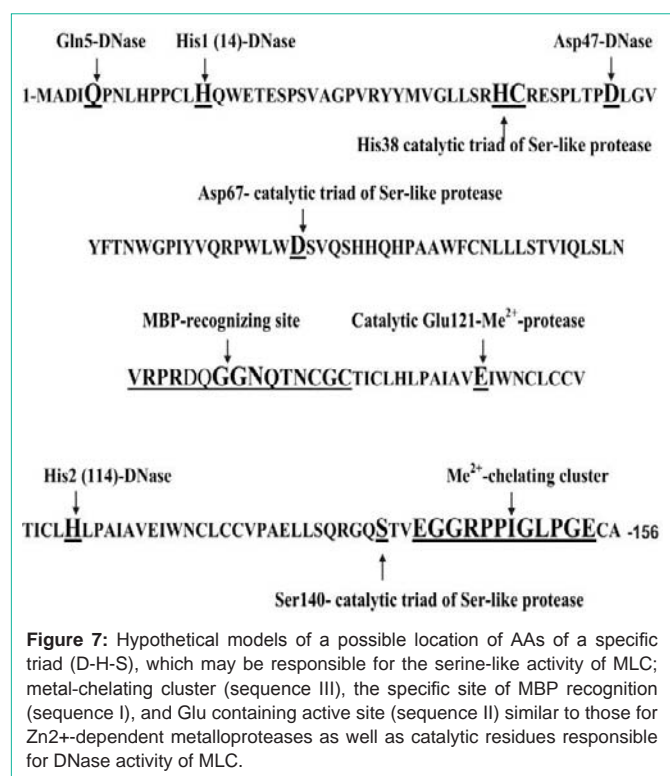 Gln5-DNase His1 (14)-DNase Asp47-DNase
1-MADIQPNLHPPCLHQWETESPSVAGPVRYYMVGLLSRHCRESPLTPDLGV
His38 catalytic triad of Ser-like protease
Asp67- catalytic triad of Ser-like protease
YFTNWGPIYVQRPWLWDSVQSHHQHPAAWFCNLLLSTVIQLSLN
MBP-recognizing site Catalytic Glu121-Me2+-protease
VRPRDQGGNQTNCGCTICLHLPAIAVEIWNCLCCV
His2 (114)-DNase Me2+-chelating cluster
TICLHLPAIAVEIWNCLCCVPAELLSQRGQSTVEGGRPPIGLPGECA -156
Ser140- catalytic triad of Ser-like protease
Figure 7: Hypothetical models of a possible location of AAs of a specific
triad (D-H-S), which may be responsible for the serine-like activity of MLC;
metal-chelating cluster (sequence III), the specific site of MBP recognition
(sequence I), and Glu containing active site (sequence II) similar to those for
Zn2+-dependent metalloproteases as well as catalytic residues responsible
for DNase activity of MLC.